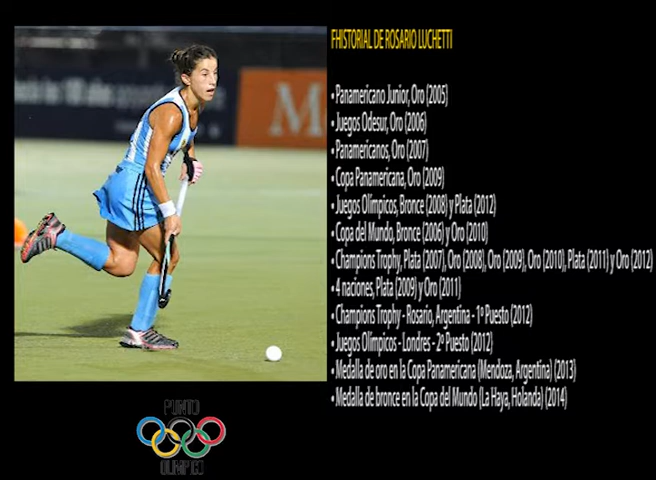 FHISTORIAL DE ROSARIO LUCHETTI
• Panamericano Junior, Oro (2005)
• Juegos Odesur, Oro (2006)
• Panamericanos, Oro (2007)
• Copa Panamericana, Oro (2009)
• Juegos Olímpicos, Bronce (2008) y Plata (2012)
• Copa del Mundo, Bronce (2006) y Oro (2010)
• Champions Trophy, Plata (2007), Oro (2008), Oro (2009), Oro (2010), Plata (2011) y Oro (2012)
• 4 naciones, Plata (2009) y Oro (2011)
• Champions Trophy - Rosario, Argentina - 1º Puesto (2012)
• Juegos Olímpicos - Londres - 2º Puesto (2012)
• Medalla de oro en la Copa Panamericana (Mendoza, Argentina) (2013)
• Medalla de bronce en la Copa del Mundo (La Haya, Holanda) (2014)
PUNTO
OLIMPICO